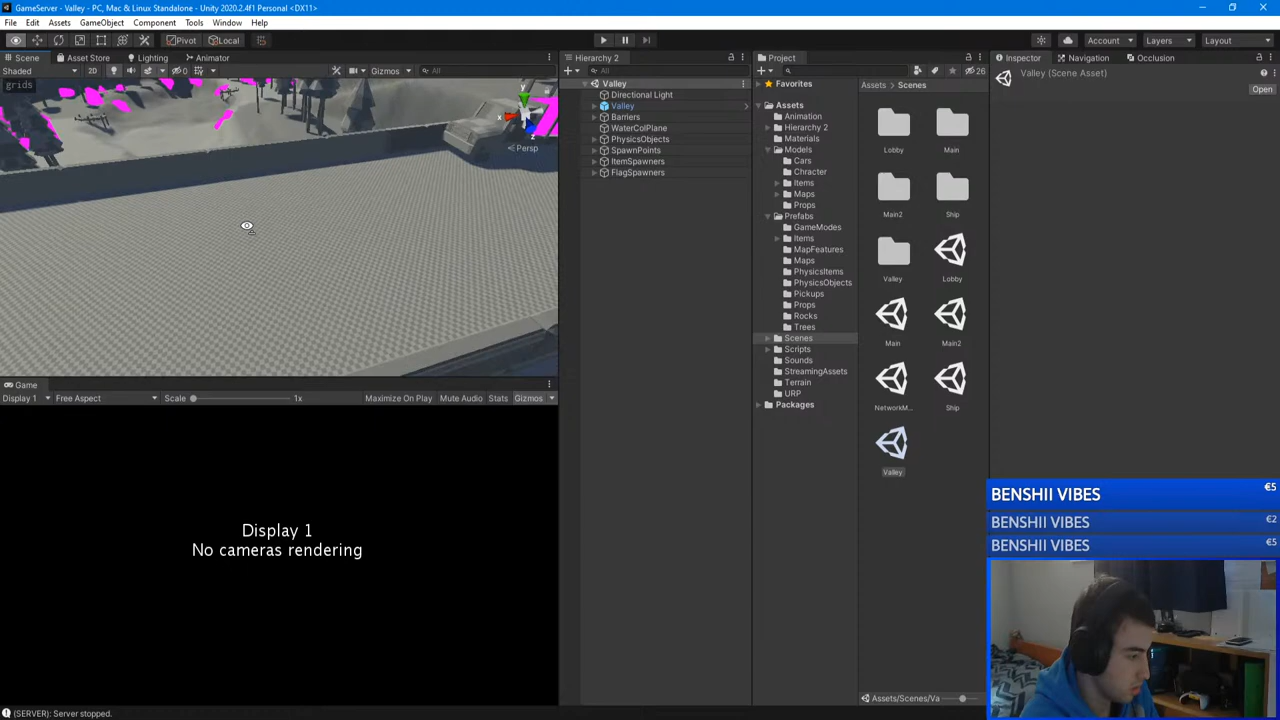 GameServer - Valley - PC, Mac & Linux Standalone - Unity 2020.2.4f1 Personal <DX11>
File Edit Assets GameObject Component Tools Window Help
Pivot Local Account Layers Layout
Scene Asset Store Lighting Animator
Shaded 2D 0 Gizmos All
grids
y
x
z
Persp
Game
Display 1 Free Aspect Scale 1x Maximize On Play Mute Audio Stats Gizmos
Display 1
No cameras rendering
Hierarchy 2
All
Valley
Directional Light
Valley
Barriers
WaterColPlane
PhysicsObjects
SpawnPoints
ItemSpawners
FlagSpawners
Project
26
Favorites
Assets
Animation
Hierarchy 2
Materials
Models
Cars
Chracter
Items
Maps
Props
Prefabs
GameModes
Items
MapFeatures
Maps
PhysicsItems
PhysicsObjects
Pickups
Props
Rocks
Trees
Scenes
Scripts
Sounds
StreamingAssets
Terrain
URP
Packages
Assets > Scenes
Lobby Main
Main2 Ship
Valley Lobby
Main Main2
NetworkM... Ship
Valley
Assets/Scenes/Va
Inspector Navigation Occlusion
Valley (Scene Asset)
Open
BENSHII VIBES €5
BENSHII VIBES €2
BENSHII VIBES €5
(SERVER): Server stopped.